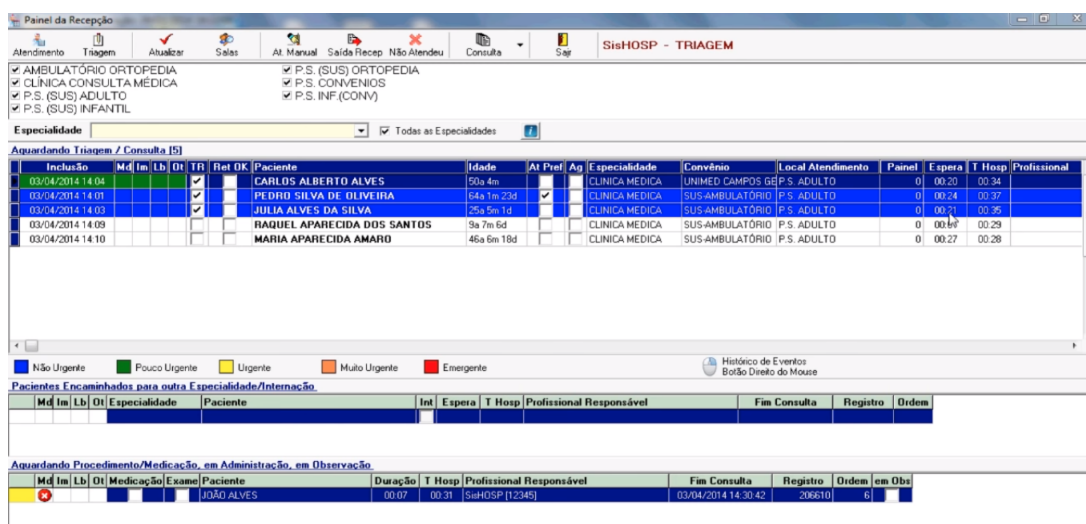 Painel da Recepção
Atendimento Triagem Atualizar Salas At. Manual Saída Recep Não Atendeu Consulta Sair SisHOSP - TRIAGEM
AMBULATÓRIO ORTOPEDIA P.S. (SUS) ORTOPEDIA
CLÍNICA CONSULTA MÉDICA P.S. CONVENIOS
P.S. (SUS) ADULTO P.S. INF.(CONV)
P.S. (SUS) INFANTIL
Especialidade Todas as Especialidades
Aguardando Triagem / Consulta [5]
Inclusão Md Im Lb Ot TR Ret OK Paciente Idade At Pref Ag Especialidade Convênio Local Atendimento Painel Espera T Hosp Profissional
03/04/2014 14:04 CARLOS ALBERTO ALVES 50a 4m CLINICA MEDICA UNIMED CAMPOS GE P.S. ADULTO 0 00:20 00:34
03/04/2014 14:01 PEDRO SILVA DE OLIVEIRA 64a 1m 23d CLINICA MEDICA SUS-AMBULATÓRIO P.S. ADULTO 0 00:24 00:37
03/04/2014 14:03 JULIA ALVES DA SILVA 25a 5m 1d CLINICA MEDICA SUS-AMBULATÓRIO P.S. ADULTO 0 00:21 00:35
03/04/2014 14:09 RAQUEL APARECIDA DOS SANTOS 9a 7m 6d CLINICA MEDICA SUS-AMBULATÓRIO P.S. ADULTO 0 00:29
03/04/2014 14:10 MARIA APARECIDA AMARO 46a 6m 18d CLINICA MEDICA SUS-AMBULATÓRIO P.S. ADULTO 0 00:27 00:28
Não Urgente Pouco Urgente Urgente Muito Urgente Emergente Histórico de Eventos
Botão Direito do Mouse
Pacientes Encaminhados para outra Especialidade/Internação
Md Im Lb Ot Especialidade Paciente Int Espera T Hosp Profissional Responsável Fim Consulta Registro Ordem
Aguardando Procedimento/Medicação, em Administração, em Observação
Md Im Lb Ot Medicação Exame Paciente Duração T Hosp Profissional Responsável Fim Consulta Registro Ordem em Obs
JOÃO ALVES 00:07 00:31 SisHOSP [12345] 03/04/2014 14:30:42 206610 6